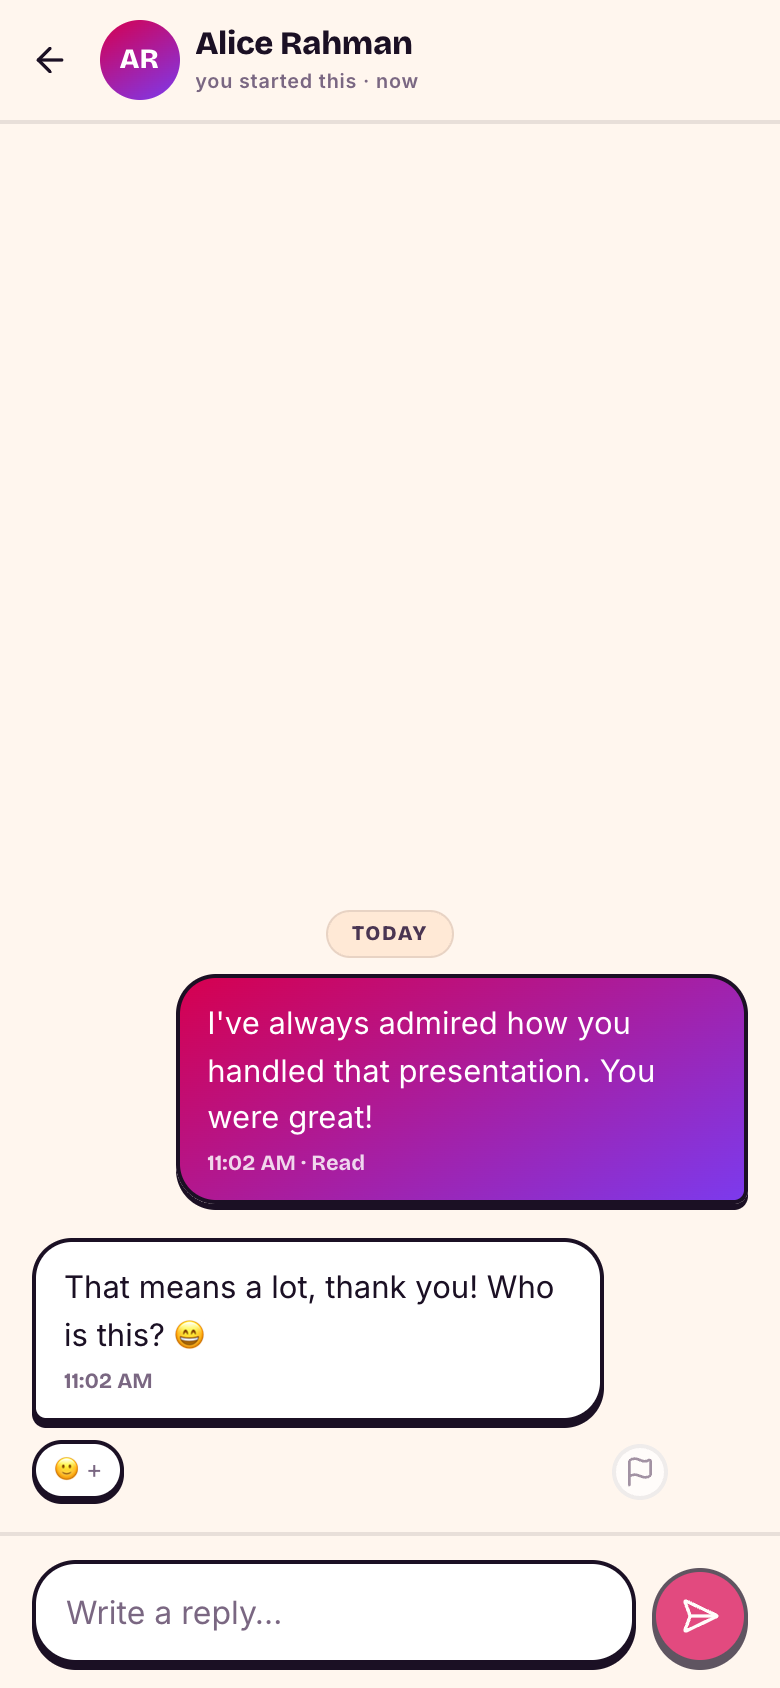 AR
Alice Rahman
you started this · now
TODAY
I've always admired how you
handled that presentation. You
were great!
11:02 AM · Read
That means a lot, thank you! Who
is this? 😄
11:02 AM
🙂 +
Write a reply...